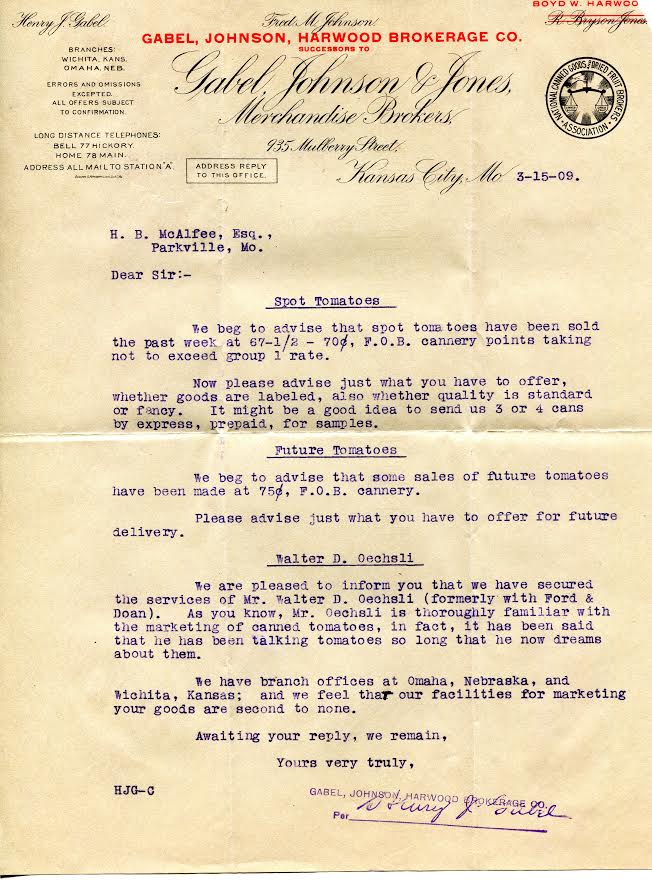 BOYD W. HARWOO
Henry J. Gabel.
Fred M. Johnson.
R. Bryson Jones.
GABEL, JOHNSON, HARWOOD BROKERAGE CO.
SUCCESSORS TO
Gabel, Johnson & Jones,
Merchandise Brokers,
935 Mulberry Street,
Kansas City, Mo 3-15-09.
BRANCHES:
WICHITA, KANS.
OMAHA, NEB.
ERRORS AND OMISSIONS
EXCEPTED.
ALL OFFERS SUBJECT
TO CONFIRMATION.
LONG DISTANCE TELEPHONES:
BELL 77 HICKORY.
HOME 78 MAIN.
ADDRESS ALL MAIL TO STATION "A".
ADDRESS REPLY
TO THIS OFFICE.
NATIONAL CANNED GOODS AND DRIED FRUIT BROKERS
ASSOCIATION
H. B. McAlfee, Esq.,
Parkville, Mo.
Dear Sir:-
Spot Tomatoes
We beg to advise that spot tomatoes have been sold
the past week at 67-1/2 - 70¢, F.O.B. cannery points taking
not to exceed group 1 rate.
Now please advise just what you have to offer,
whether goods are labeled, also whether quality is standard
or fancy. It might be a good idea to send us 3 or 4 cans
by express, prepaid, for samples.
Future Tomatoes
We beg to advise that some sales of future tomatoes
have been made at 75¢, F.O.B. cannery.
Please advise just what you have to offer for future
delivery.
Walter D. Oechsli
We are pleased to inform you that we have secured
the services of Mr. Walter D. Oechsli (formerly with Ford &
Doan). As you know, Mr. Oechsli is thoroughly familiar with
the marketing of canned tomatoes, in fact, it has been said
that he has been talking tomatoes so long that he now dreams
about them.
We have branch offices at Omaha, Nebraska, and
Wichita, Kansas; and we feel that our facilities for marketing
your goods are second to none.
Awaiting your reply, we remain,
Yours very truly,
HJG-C
GABEL, JOHNSON, HARWOOD BROKERAGE CO.
Per Henry J. Gabel